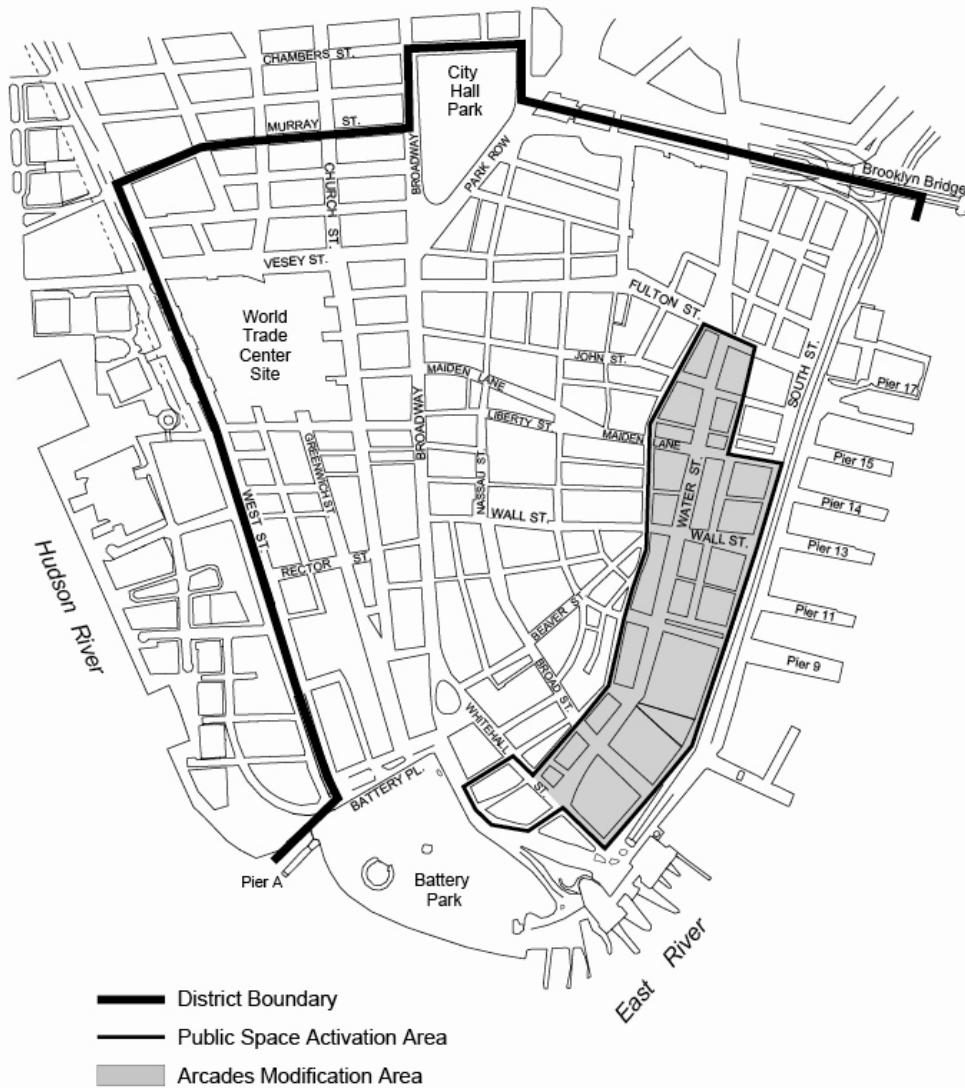 CHAMBERS ST.
City
Hall
Park
MURRAY ST.
BROADWAY
PARK ROW
CHURCH ST.
Brooklyn Bridge
VESEY ST.
FULTON ST.
World
Trade
Center
Site
JOHN ST.
SOUTH ST.
MAIDEN LANE
Pier 17
BROADWAY
LIBERTY ST.
MAIDEN LANE
GREENWICH ST.
NASSAU ST.
WATER ST.
Pier 15
WEST ST.
WALL ST.
Pier 14
WALL ST.
Pier 13
Hudson
River
RECTOR ST.
BEAVER ST.
Pier 11
BROAD ST.
Pier 9
WHITEHALL ST.
BATTERY PL.
Pier A
Battery
Park
East River
District Boundary
Public Space Activation Area
Arcades Modification Area